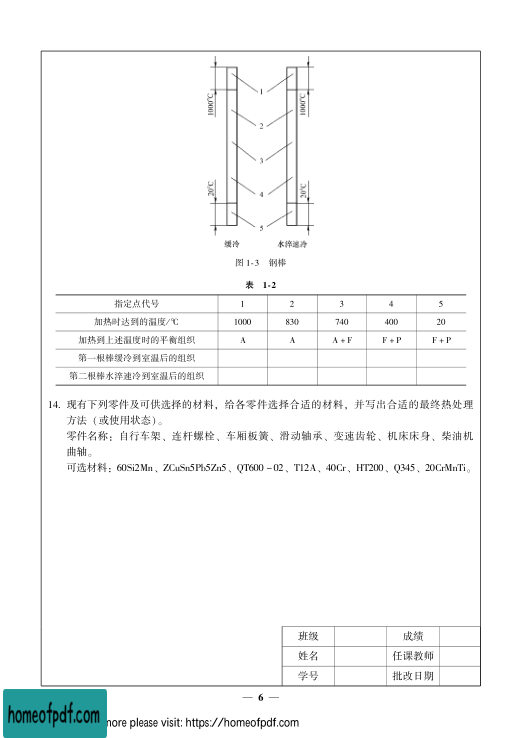 1000℃
1000℃
1
2
3
4
5
20℃
20℃
缓冷
水淬速冷
图 1-3 钢棒
表 1-2
指定点代号 1 2 3 4 5
加热时达到的温度/℃ 1000 830 740 400 20
加热到上述温度时的平衡组织 A A A + F F + P F + P
第一根棒缓冷到室温后的组织
第二根棒水淬速冷到室温后的组织
14. 现有下列零件及可供选择的材料，给各零件选择合适的材料，并写出合适的最终热处理
方法（或使用状态）。
零件名称：自行车架、连杆螺栓、车厢板簧、滑动轴承、变速齿轮、机床床身、柴油机
曲轴。
可选材料：60Si2Mn、ZCuSn5Pb5Zn5、QT600－02、T12A、40Cr、HT200、Q345、20CrMnTi。
班级 成绩
姓名 任课教师
学号 批改日期
— 6 —
homeofpdf.com
more please visit: https://homeofpdf.com